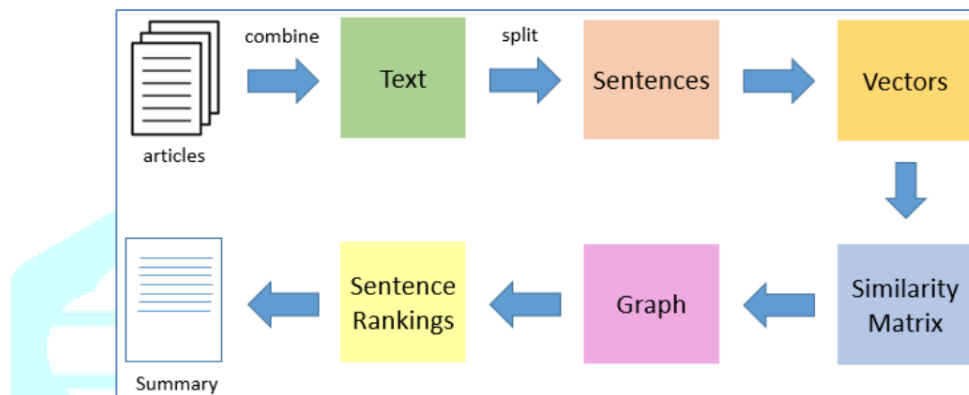 combine
split
Text
Sentences
Vectors
articles
Sentence
Rankings
Graph
Similarity
Matrix
Summary